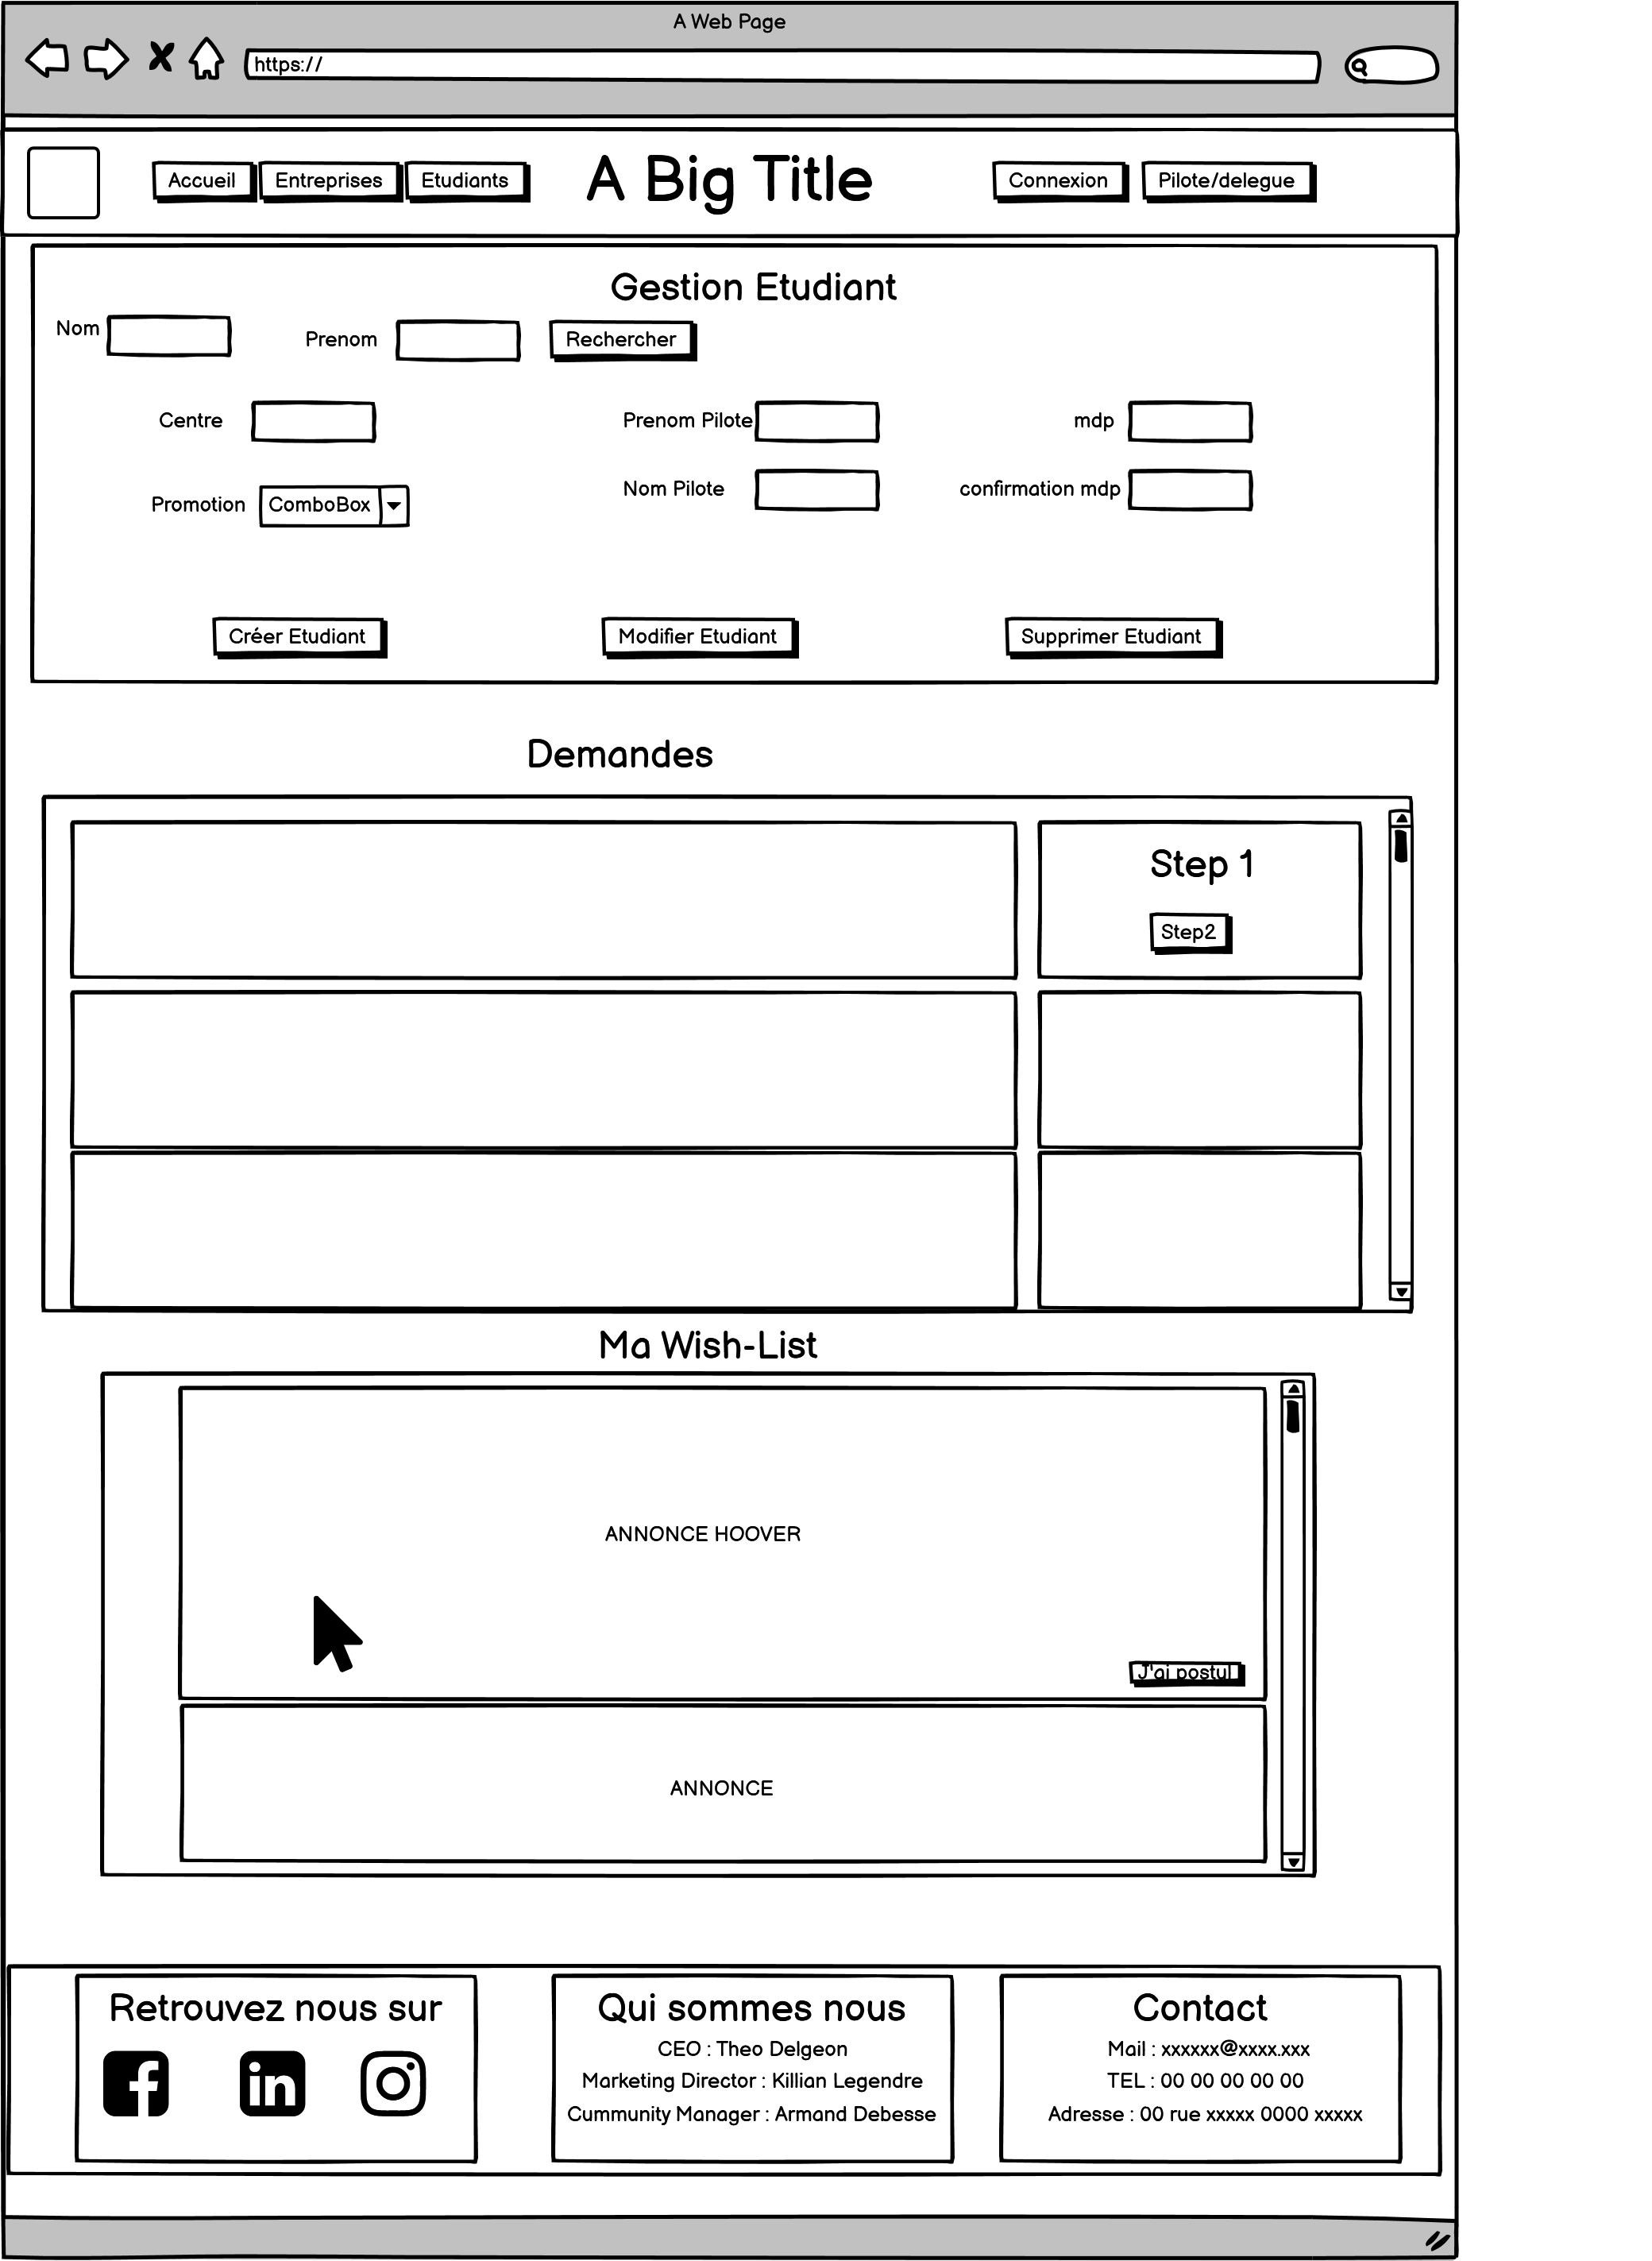 A Web Page
https://
Accueil
Entreprises
Etudiants
A Big Title
Connexion
Pilote/delegue
Gestion Etudiant
Nom
Prenom
Rechercher
Centre
Prenom Pilote
mdp
Promotion
ComboBox
Nom Pilote
confirmation mdp
Créer Etudiant
Modifier Etudiant
Supprimer Etudiant
Demandes
Step 1
Step2
Ma Wish-List
ANNONCE HOOVER
J'ai postul
ANNONCE
Retrouvez nous sur
f
in
Qui sommes nous
CEO : Theo Delgeon
Marketing Director : Killian Legendre
Cummunity Manager : Armand Debesse
Contact
Mail : xxxxxx@xxxx.xxx
TEL : 00 00 00 00 00
Adresse : 00 rue xxxxx 0000 xxxxx